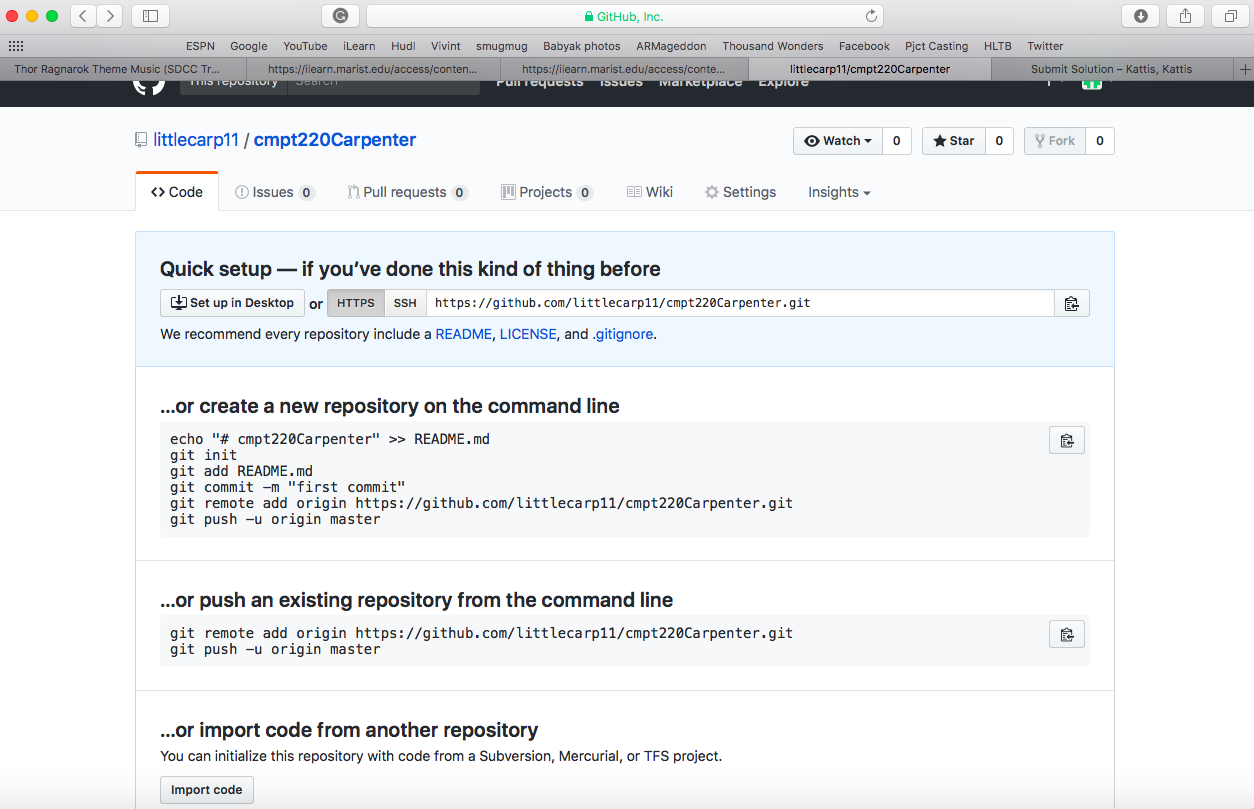 GitHub, Inc.
ESPN Google YouTube iLearn Hudl Vivint smugmug Babyak photos ARMageddon Thousand Wonders Facebook Pjct Casting HLTB Twitter
Thor Ragnarok Theme Music (SDCC Tr... https://ilearn.marist.edu/access/conten... https://ilearn.marist.edu/access/conte... littlecarp11/cmpt220Carpenter Submit Solution – Kattis, Kattis
This repository Search Pull requests Issues Marketplace Explore
littlecarp11 / cmpt220Carpenter
Watch 0 Star 0 Fork 0
Code Issues 0 Pull requests 0 Projects 0 Wiki Settings Insights
Quick setup — if you’ve done this kind of thing before
Set up in Desktop or HTTPS SSH https://github.com/littlecarp11/cmpt220Carpenter.git
We recommend every repository include a README, LICENSE, and .gitignore.
…or create a new repository on the command line
echo "# cmpt220Carpenter" >> README.md
git init
git add README.md
git commit -m "first commit"
git remote add origin https://github.com/littlecarp11/cmpt220Carpenter.git
git push -u origin master
…or push an existing repository from the command line
git remote add origin https://github.com/littlecarp11/cmpt220Carpenter.git
git push -u origin master
…or import code from another repository
You can initialize this repository with code from a Subversion, Mercurial, or TFS project.
Import code